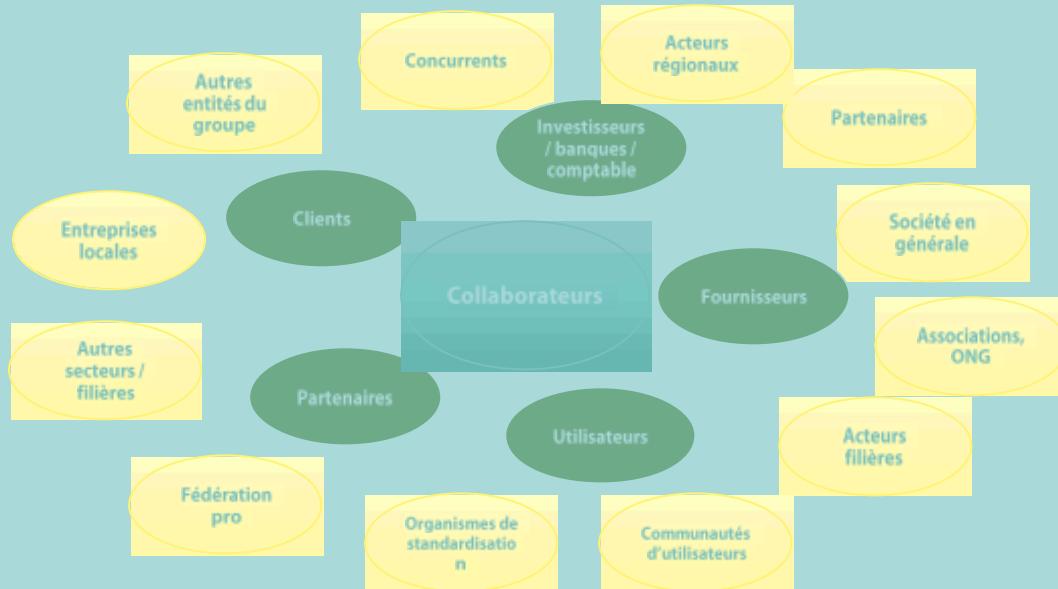 Concurrents
Acteurs
régionaux
Autres
entités du
groupe
Partenaires
Investisseurs
/ banques /
comptable
Clients
Entreprises
locales
Société en
générale
Collaborateurs
Fournisseurs
Associations,
ONG
Autres
secteurs /
filières
Partenaires
Utilisateurs
Acteurs
filières
Fédération
pro
Organismes de
standardisatio
n
Communautés
d'utilisateurs